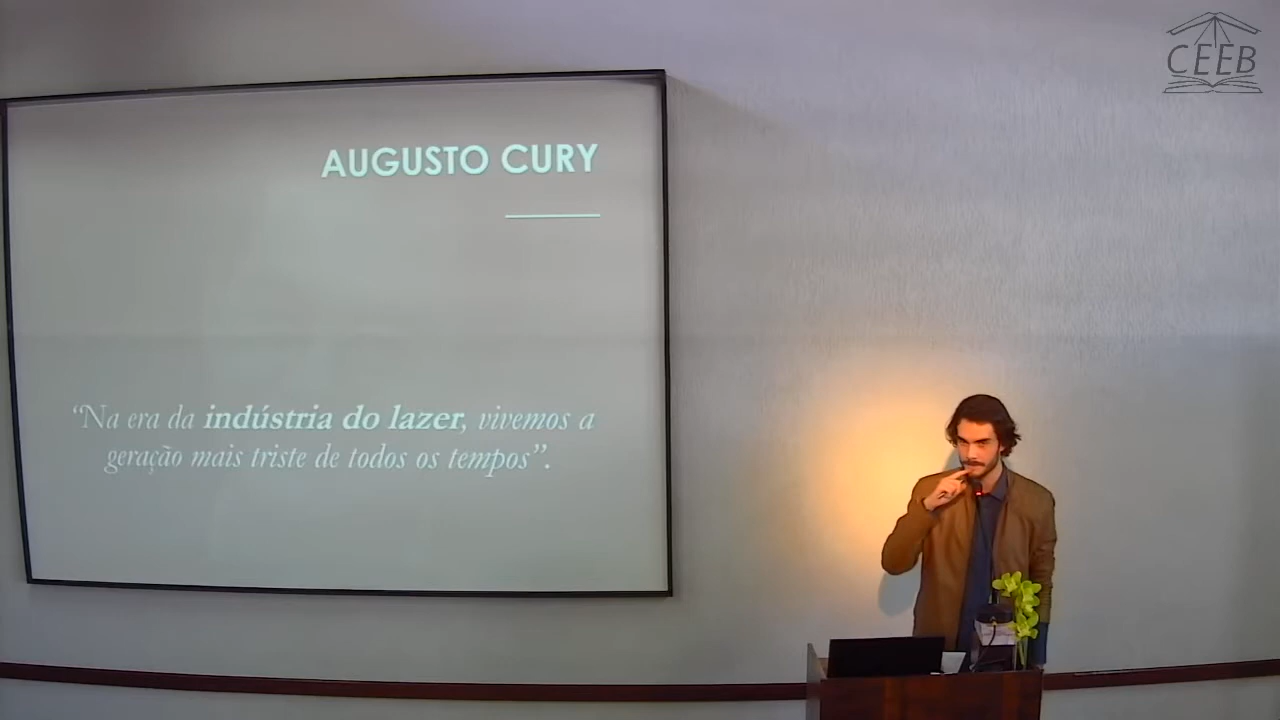 CEEB
AUGUSTO CURY
“Na era da indústria do lazer, vivemos a
geração mais triste de todos os tempos”.